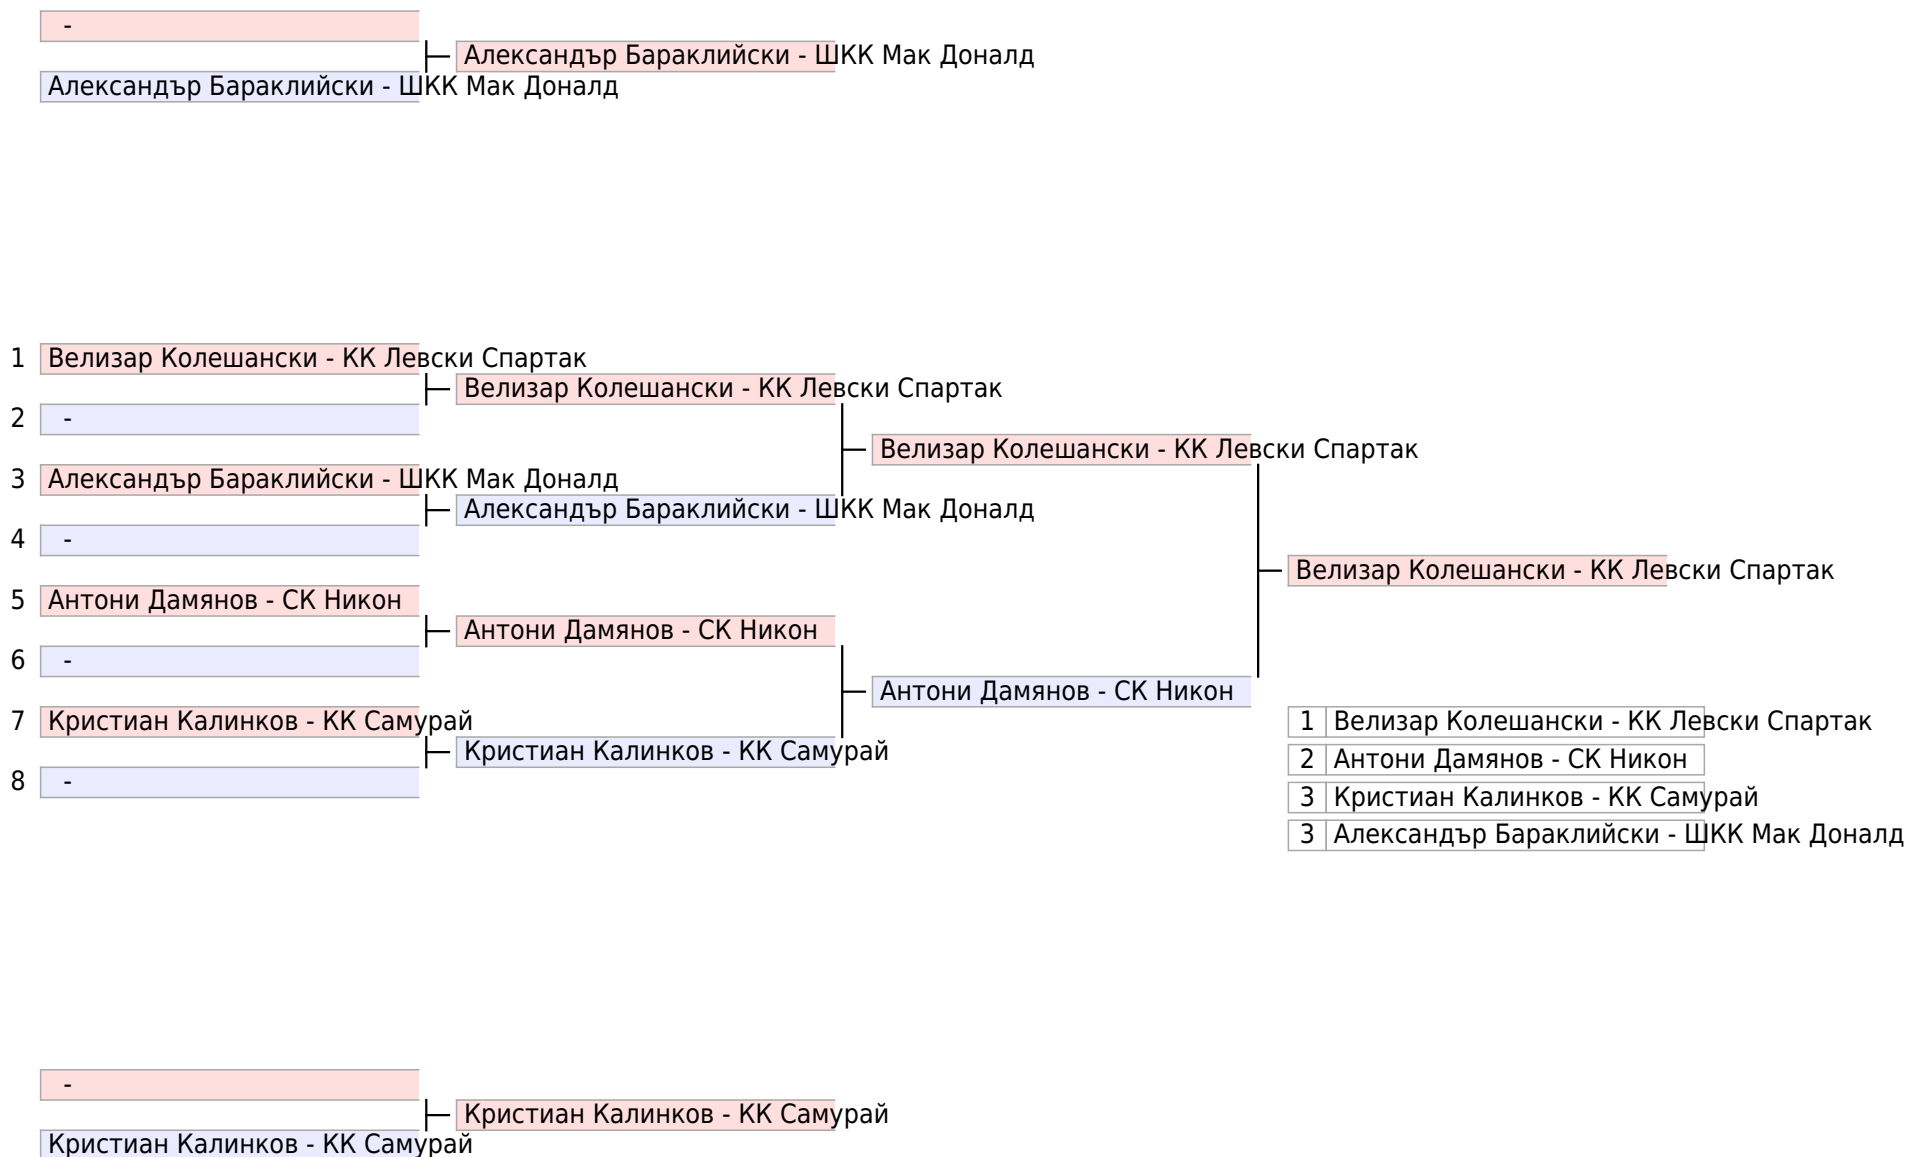 -
Александър Бараклийски - ШКК Мак Доналд
Александър Бараклийски - ШКК Мак Доналд
1 Велизар Колешански - КК Левски Спартак
Велизар Колешански - КК Левски Спартак
2 -
Велизар Колешански - КК Левски Спартак
3 Александър Бараклийски - ШКК Мак Доналд
Александър Бараклийски - ШКК Мак Доналд
4 -
Велизар Колешански - КК Левски Спартак
5 Антони Дамянов - СК Никон
Антони Дамянов - СК Никон
6 -
Антони Дамянов - СК Никон
7 Кристиан Калинков - КК Самурай
Кристиан Калинков - КК Самурай
8 -
1 Велизар Колешански - КК Левски Спартак
2 Антони Дамянов - СК Никон
3 Кристиан Калинков - КК Самурай
3 Александър Бараклийски - ШКК Мак Доналд
-
Кристиан Калинков - КК Самурай
Кристиан Калинков - КК Самурай